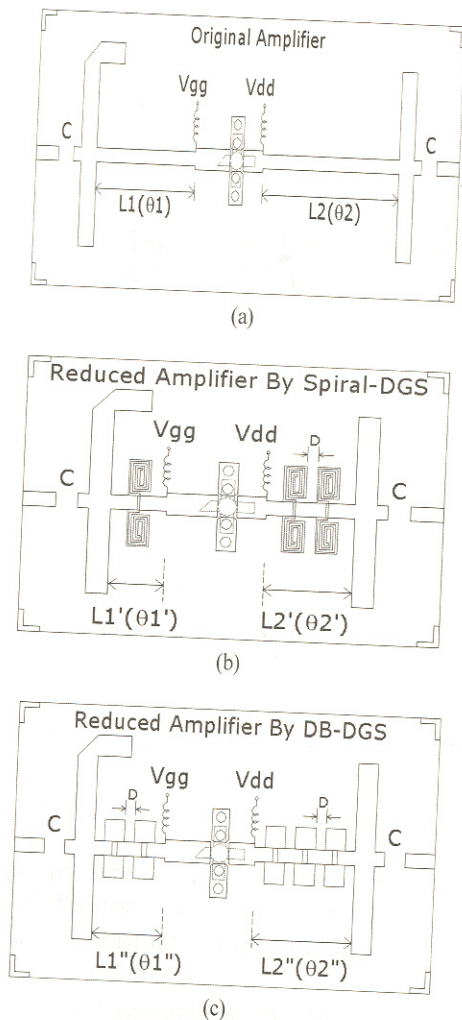 Original Amplifier
Vgg Vdd
C C
L1(θ1) L2(θ2)
(a)
Reduced Amplifier By Spiral-DGS
Vgg Vdd D
C C
L1'(θ1') L2'(θ2')
(b)
Reduced Amplifier By DB-DGS
Vgg Vdd
D D
C C
L1"(θ1") L2"(θ2")
(c)